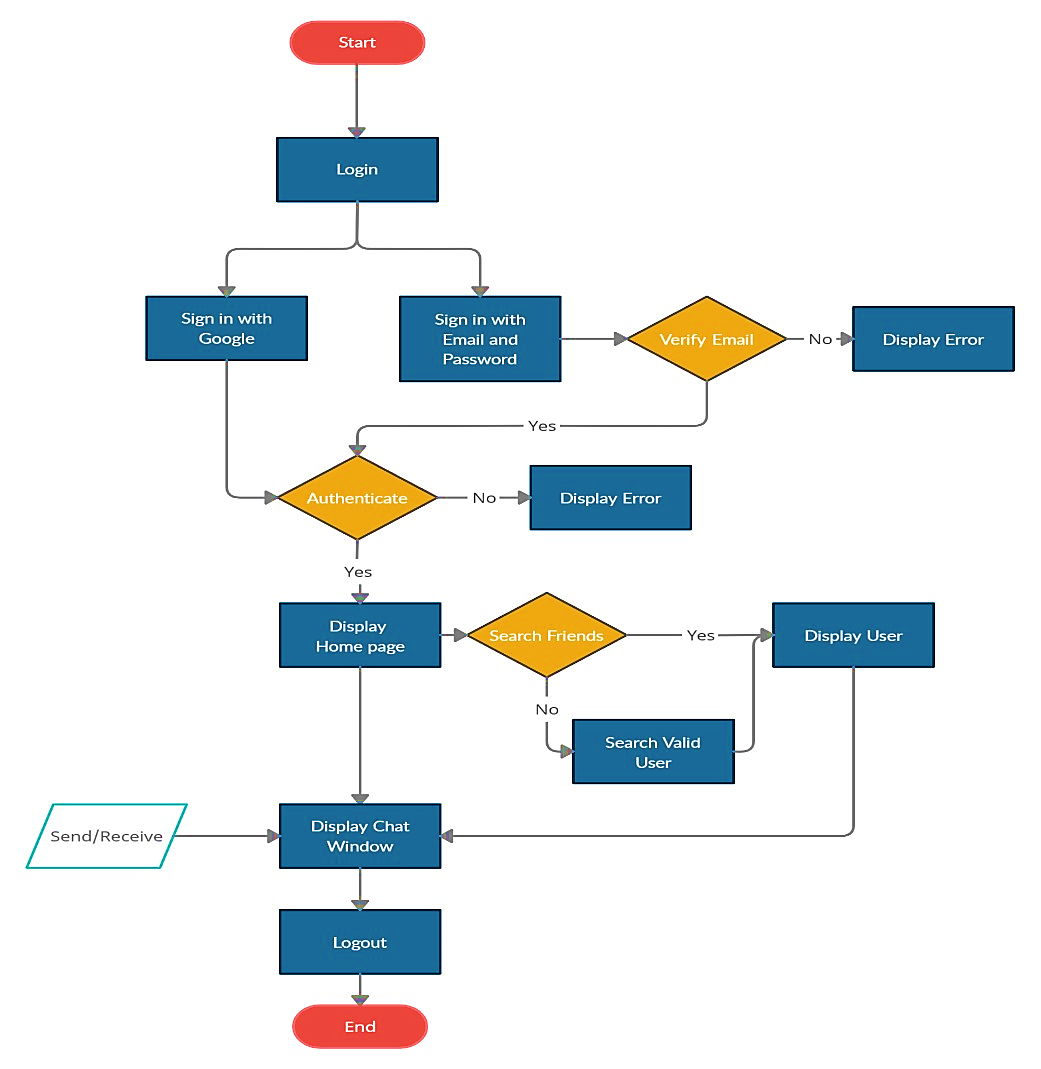 Start
Login
Sign in with
Google
Sign in with
Email and
Password
Verify Email
No
Display Error
Yes
Authenticate
No
Display Error
Yes
Display
Home page
Search Friends
Yes
Display User
No
Search Valid
User
Send/Receive
Display Chat
Window
Logout
End